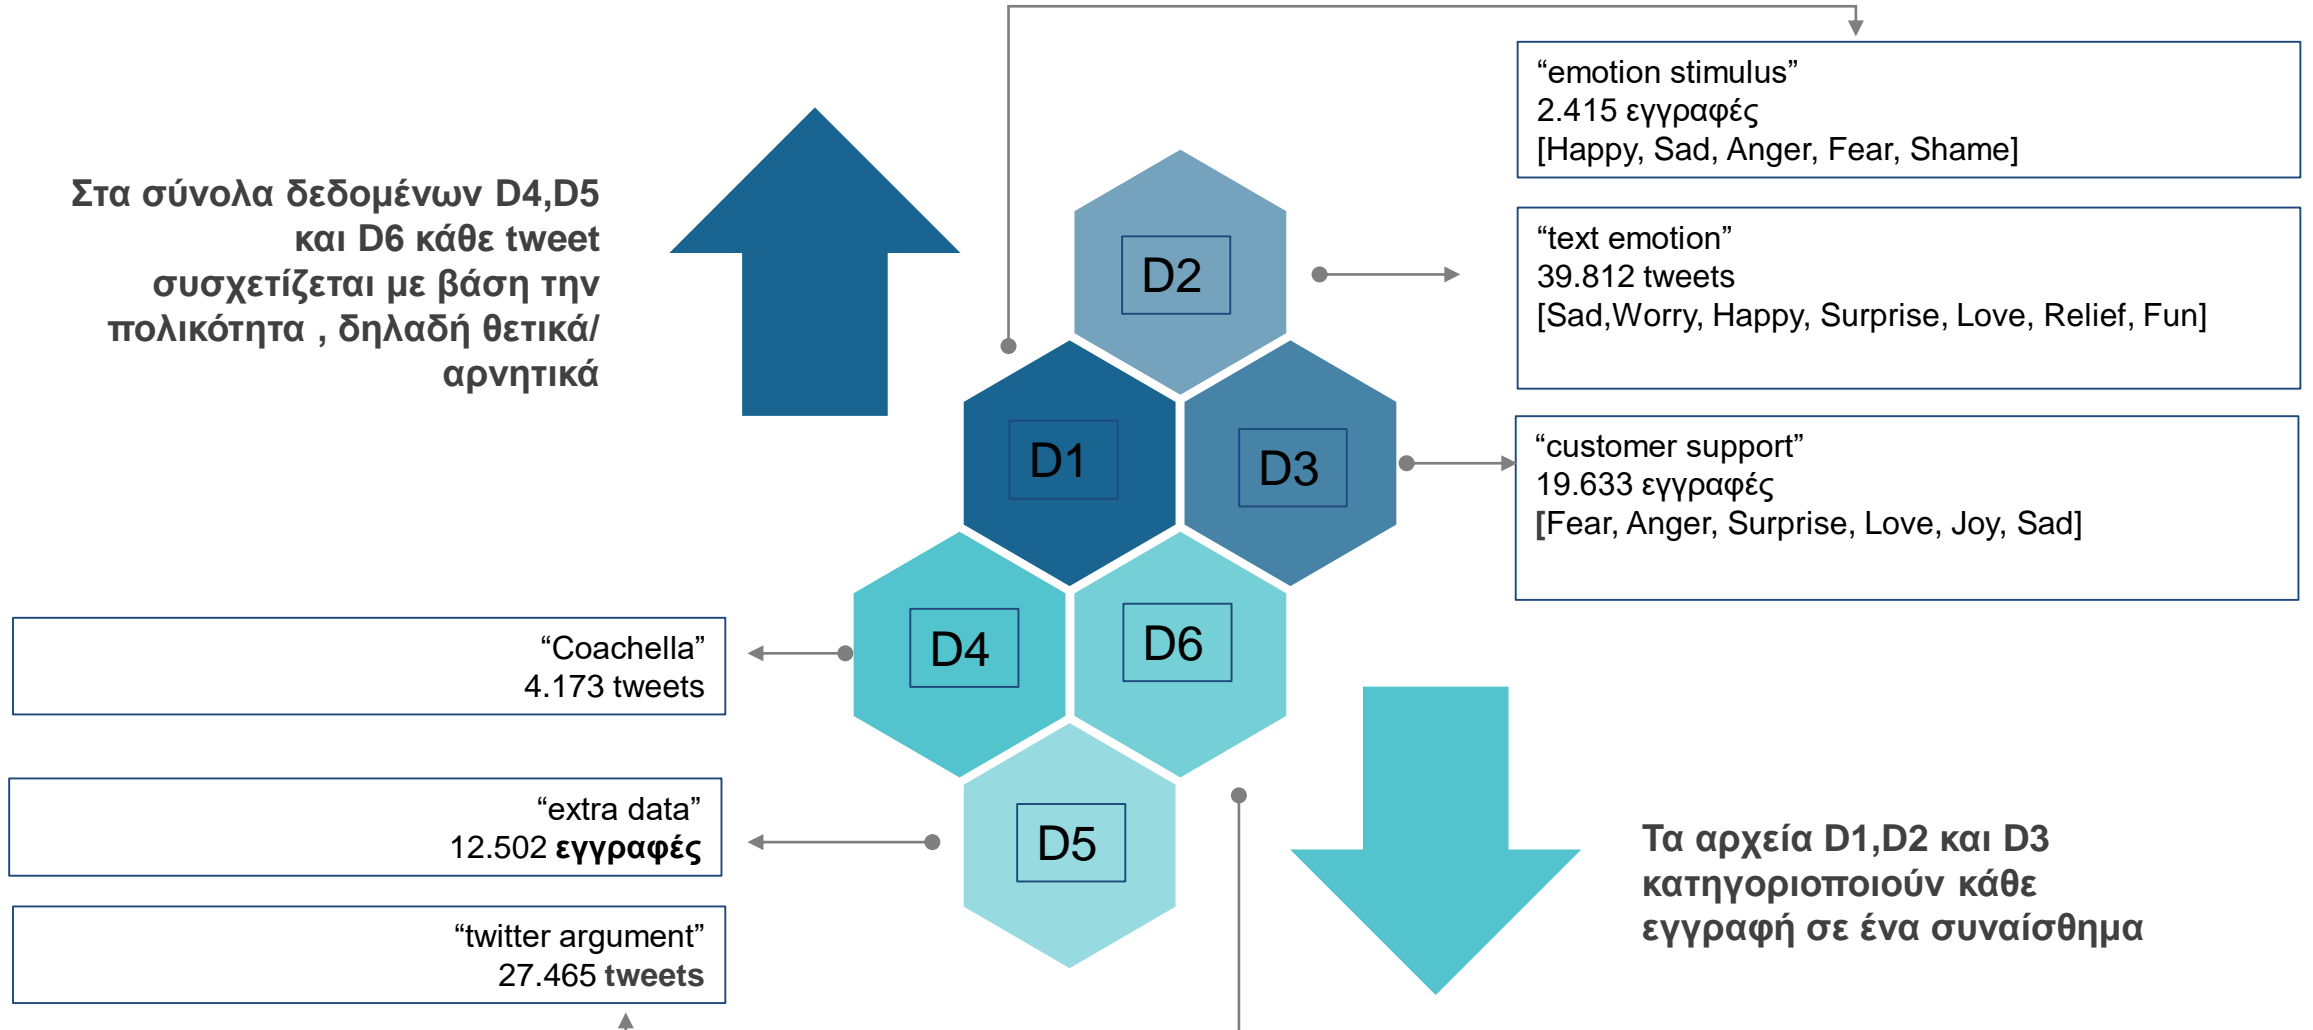 “emotion stimulus”
2.415 εγγραφές
[Happy, Sad, Anger, Fear, Shame]
Στα σύνολα δεδομένων D4,D5
και D6 κάθε tweet
συσχετίζεται με βάση την
πολικότητα , δηλαδή θετικά/
αρνητικά
D2
“text emotion”
39.812 tweets
[Sad,Worry, Happy, Surprise, Love, Relief, Fun]
D1
D3
“customer support”
19.633 εγγραφές
[Fear, Anger, Surprise, Love, Joy, Sad]
“Coachella”
4.173 tweets
D4
D6
“extra data”
12.502 εγγραφές
D5
“twitter argument”
27.465 tweets
Τα αρχεία D1,D2 και D3
κατηγοριοποιούν κάθε
εγγραφή σε ένα συναίσθημα